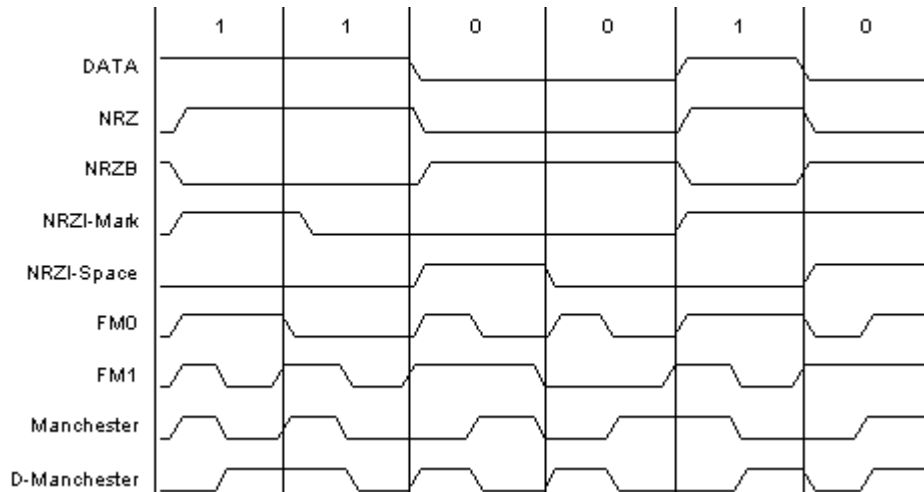 1 1 0 0 1 0
DATA
NRZ
NRZB
NRZI-Mark
NRZI-Space
FM0
FM1
Manchester
D-Manchester